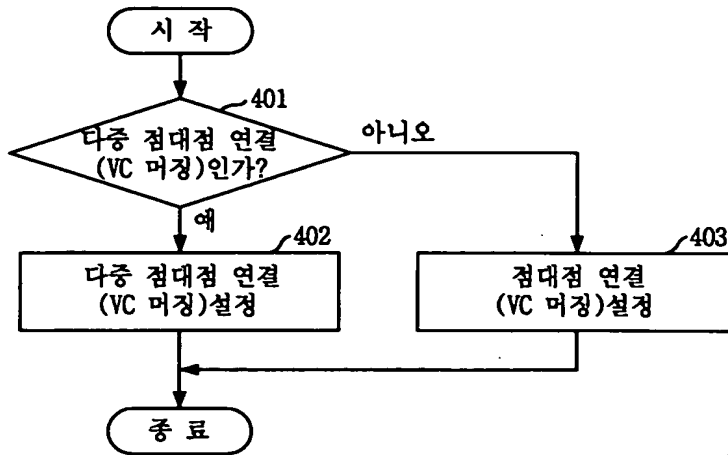 시 작
401
다중 점대점 연결
(VC 머징)인가?
아니오
예
402
다중 점대점 연결
(VC 머징)설정
403
점대점 연결
(VC 머징)설정
종 료